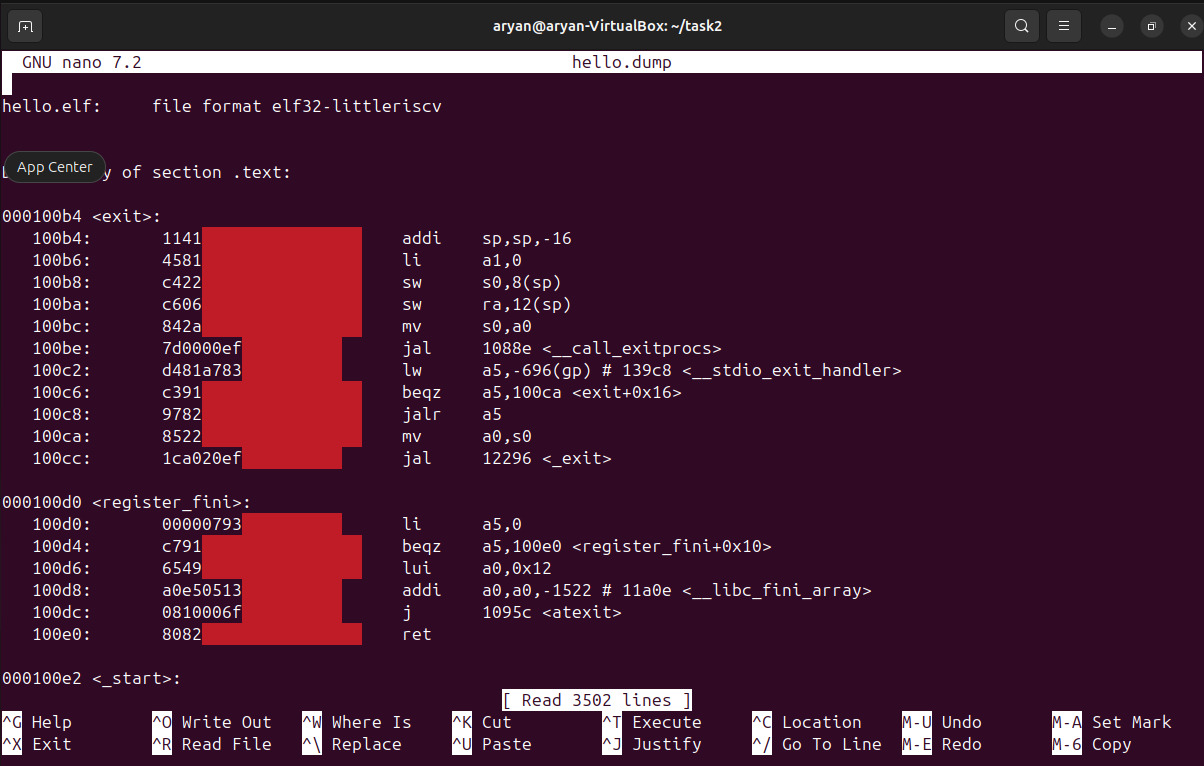 aryan@aryan-VirtualBox: ~/task2
GNU nano 7.2 hello.dump
hello.elf:     file format elf32-littleriscv
App Center
y of section .text:
000100b4 <exit>:
100b4: 1141 addi sp,sp,-16
100b6: 4581 li a1,0
100b8: c422 sw s0,8(sp)
100ba: c606 sw ra,12(sp)
100bc: 842a mv s0,a0
100be: 7d0000ef jal 1088e <__call_exitprocs>
100c2: d481a783 lw a5,-696(gp) # 139c8 <__stdio_exit_handler>
100c6: c391 beqz a5,100ca <exit+0x16>
100c8: 9782 jalr a5
100ca: 8522 mv a0,s0
100cc: 1ca020ef jal 12296 <_exit>
000100d0 <register_fini>:
100d0: 00000793 li a5,0
100d4: c791 beqz a5,100e0 <register_fini+0x10>
100d6: 6549 lui a0,0x12
100d8: a0e50513 addi a0,a0,-1522 # 11a0e <__libc_fini_array>
100dc: 0810006f j 1095c <atexit>
100e0: 8082 ret
000100e2 <_start>:
[ Read 3502 lines ]
^G Help ^O Write Out ^W Where Is ^K Cut ^T Execute ^C Location M-U Undo M-A Set Mark
^X Exit ^R Read File ^\ Replace ^U Paste ^J Justify ^/ Go To Line M-E Redo M-6 Copy